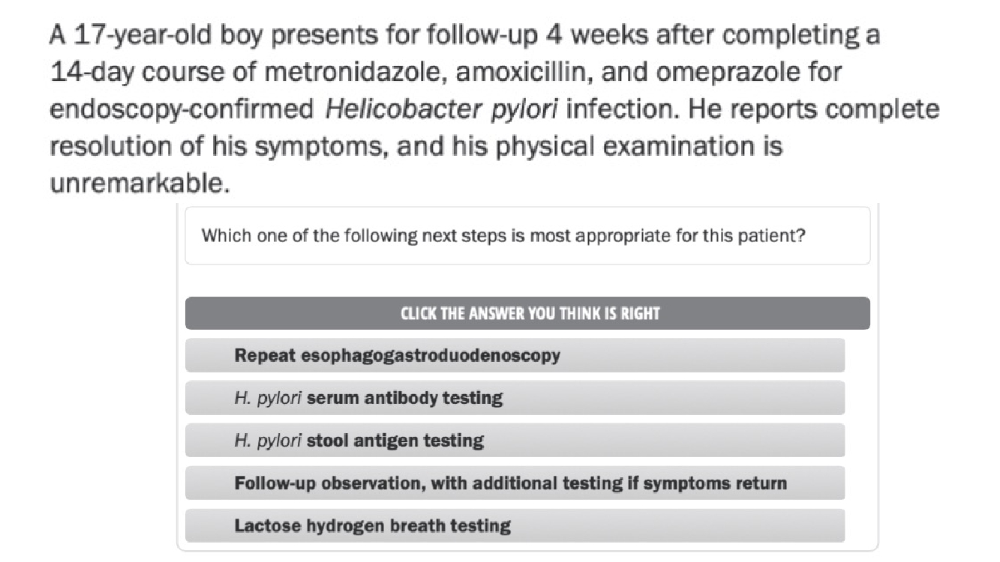 A 17-year-old boy presents for follow-up 4 weeks after completing a
14-day course of metronidazole, amoxicillin, and omeprazole for
endoscopy-confirmed Helicobacter pylori infection. He reports complete
resolution of his symptoms, and his physical examination is
unremarkable.
Which one of the following next steps is most appropriate for this patient?
CLICK THE ANSWER YOU THINK IS RIGHT
Repeat esophagogastroduodenoscopy
H. pylori serum antibody testing
H. pylori stool antigen testing
Follow-up observation, with additional testing if symptoms return
Lactose hydrogen breath testing